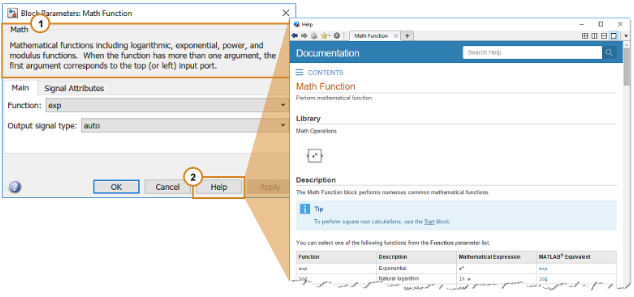 Block Parameters: Math Function
1
Math
Mathematical functions including logarithmic, exponential, power, and
modulus functions. When the function has more than one argument, the
first argument corresponds to the top (or left) input port.
Main Signal Attributes
Function: exp
Output signal type: auto
2
OK Cancel Help Apply
Help
Math Function
Documentation
Search Help
CONTENTS
Math Function
Perform mathematical function
Library
Math Operations
Description
The Math Function block performs numerous common mathematical functions.
Tip
To perform square root calculations, use the Sqrt block.
You can select one of the following functions from the Function parameter list.
Function Description Mathematical Expression MATLAB® Equivalent
exp Exponential eᵘ exp
log Natural logarithm ln u log